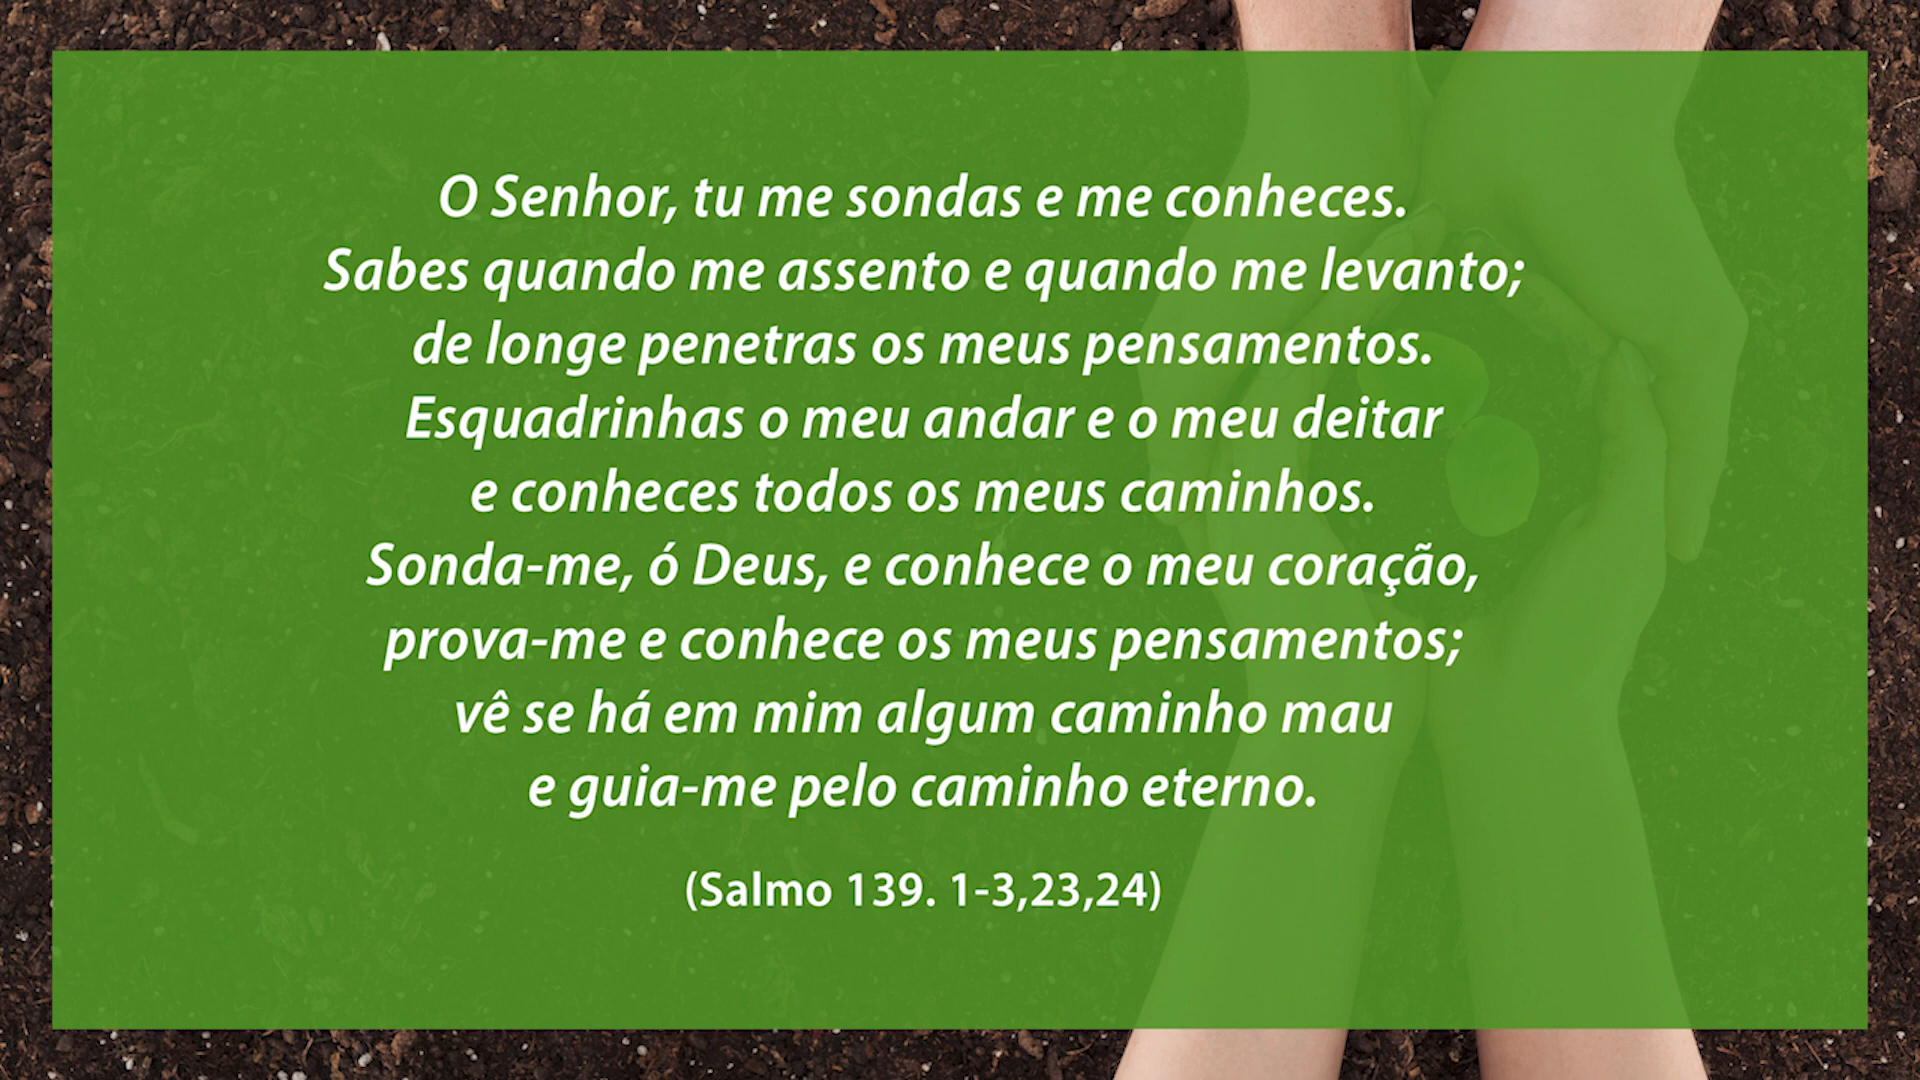 O Senhor, tu me sondas e me conheces.
Sabes quando me assento e quando me levanto;
de longe penetras os meus pensamentos.
Esquadrinhas o meu andar e o meu deitar
e conheces todos os meus caminhos.
Sonda-me, ó Deus, e conhece o meu coração,
prova-me e conhece os meus pensamentos;
vê se há em mim algum caminho mau
e guia-me pelo caminho eterno.
(Salmo 139. 1-3,23,24)